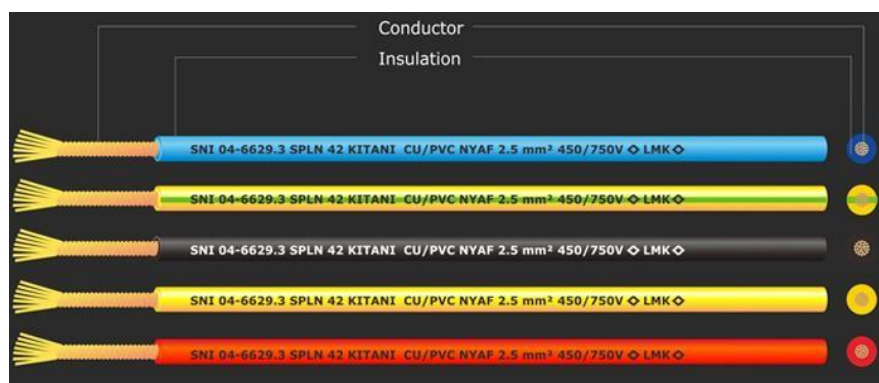 Conductor
Insulation
SNI 04-6629.3 SPLN 42 KITANI CU/PVC NYAF 2.5 mm² 450/750V ◇ LMK ◇
SNI 04-6629.3 SPLN 42 KITANI CU/PVC NYAF 2.5 mm² 450/750V ◇ LMK ◇
SNI 04-6629.3 SPLN 42 KITANI CU/PVC NYAF 2.5 mm² 450/750V ◇ LMK ◇
SNI 04-6629.3 SPLN 42 KITANI CU/PVC NYAF 2.5 mm² 450/750V ◇ LMK ◇
SNI 04-6629.3 SPLN 42 KITANI CU/PVC NYAF 2.5 mm² 450/750V ◇ LMK ◇